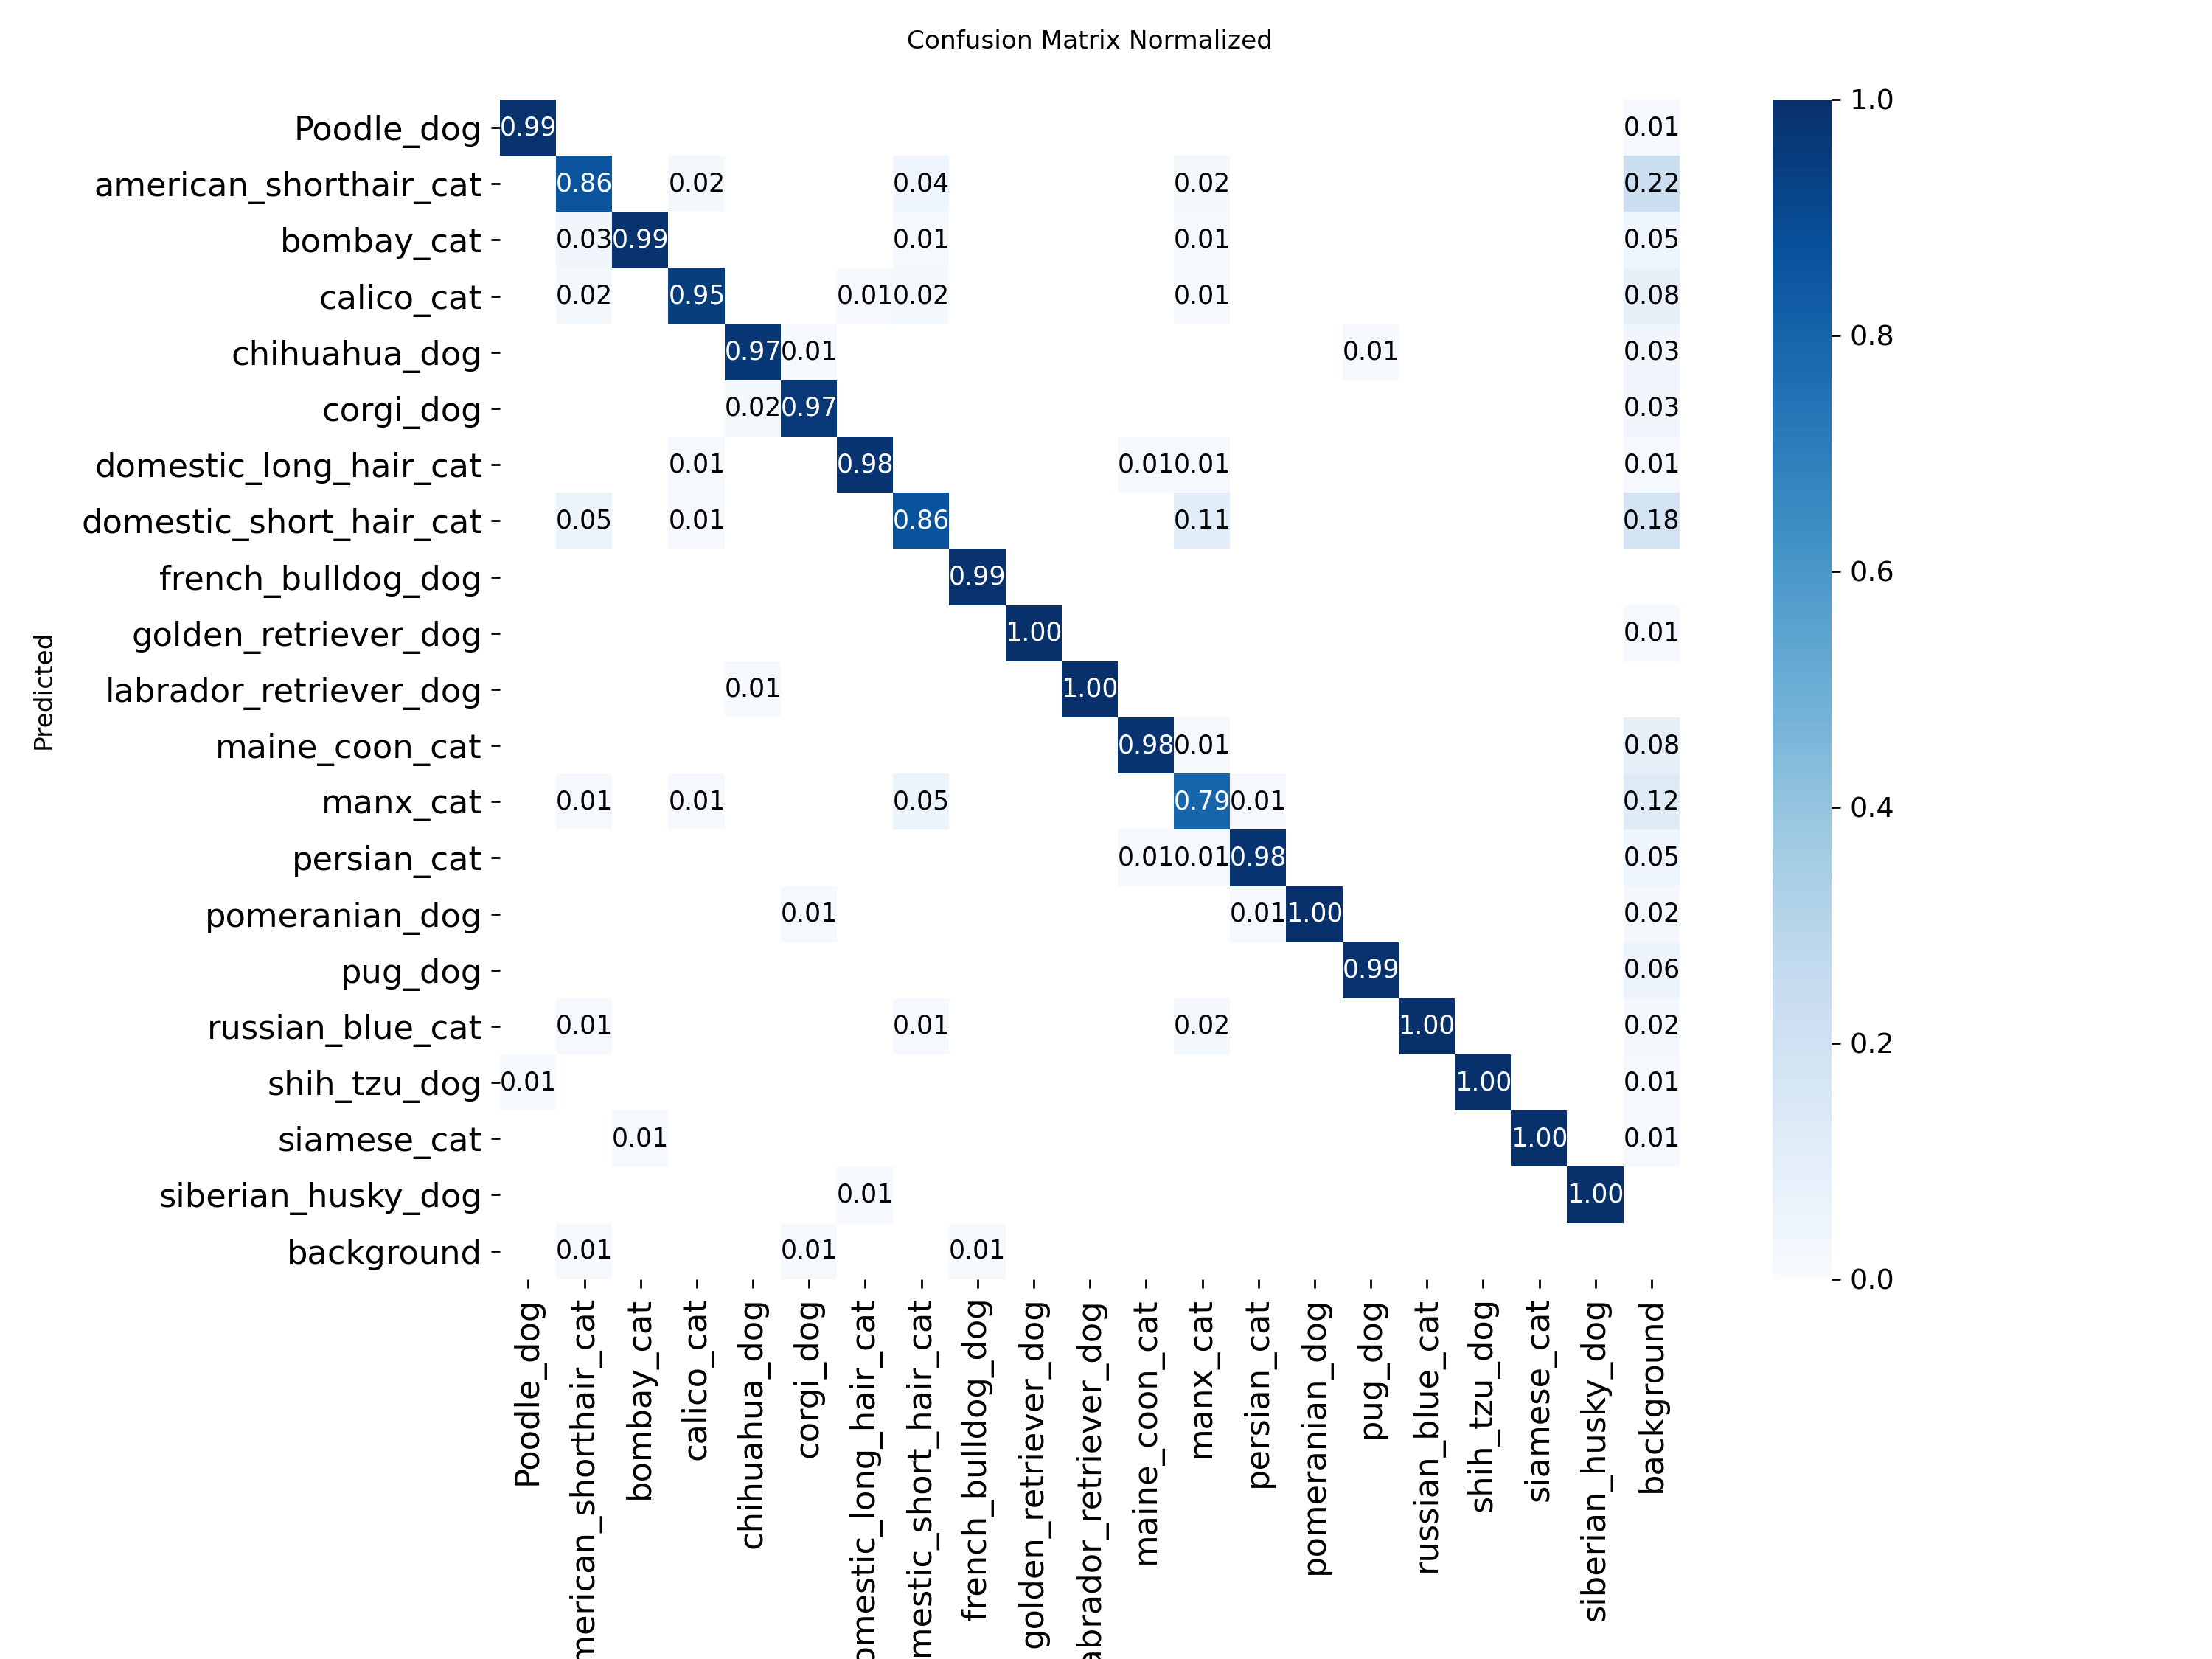 Confusion Matrix Normalized
Poodle_dog 0.99 0.01 1.0
american_shorthair_cat 0.86 0.02 0.04 0.02 0.22
bombay_cat 0.03 0.99 0.01 0.01 0.05
calico_cat 0.02 0.95 0.01 0.02 0.01 0.08
chihuahua_dog 0.97 0.01 0.01 0.03 0.8
corgi_dog 0.02 0.97 0.03
domestic_long_hair_cat 0.01 0.98 0.01 0.01 0.01
domestic_short_hair_cat 0.05 0.01 0.86 0.11 0.18
french_bulldog_dog 0.99 0.6
golden_retriever_dog 1.00 0.01
Predicted
labrador_retriever_dog 0.01 1.00
maine_coon_cat 0.98 0.01 0.08
manx_cat 0.01 0.01 0.05 0.79 0.01 0.12 0.4
persian_cat 0.01 0.01 0.98 0.05
pomeranian_dog 0.01 0.01 1.00 0.02
pug_dog 0.99 0.06
russian_blue_cat 0.01 0.01 0.02 1.00 0.02 0.2
shih_tzu_dog 0.01 1.00 0.01
siamese_cat 0.01 1.00 0.01
siberian_husky_dog 0.01 1.00
background 0.01 0.01 0.01 0.0
Poodle_dog
merican_shorthair_cat
bombay_cat
calico_cat
chihuahua_dog
corgi_dog
omestic_long_hair_cat
mestic_short_hair_cat
french_bulldog_dog
golden_retriever_dog
abrador_retriever_dog
maine_coon_cat
manx_cat
persian_cat
pomeranian_dog
pug_dog
russian_blue_cat
shih_tzu_dog
siamese_cat
siberian_husky_dog
background